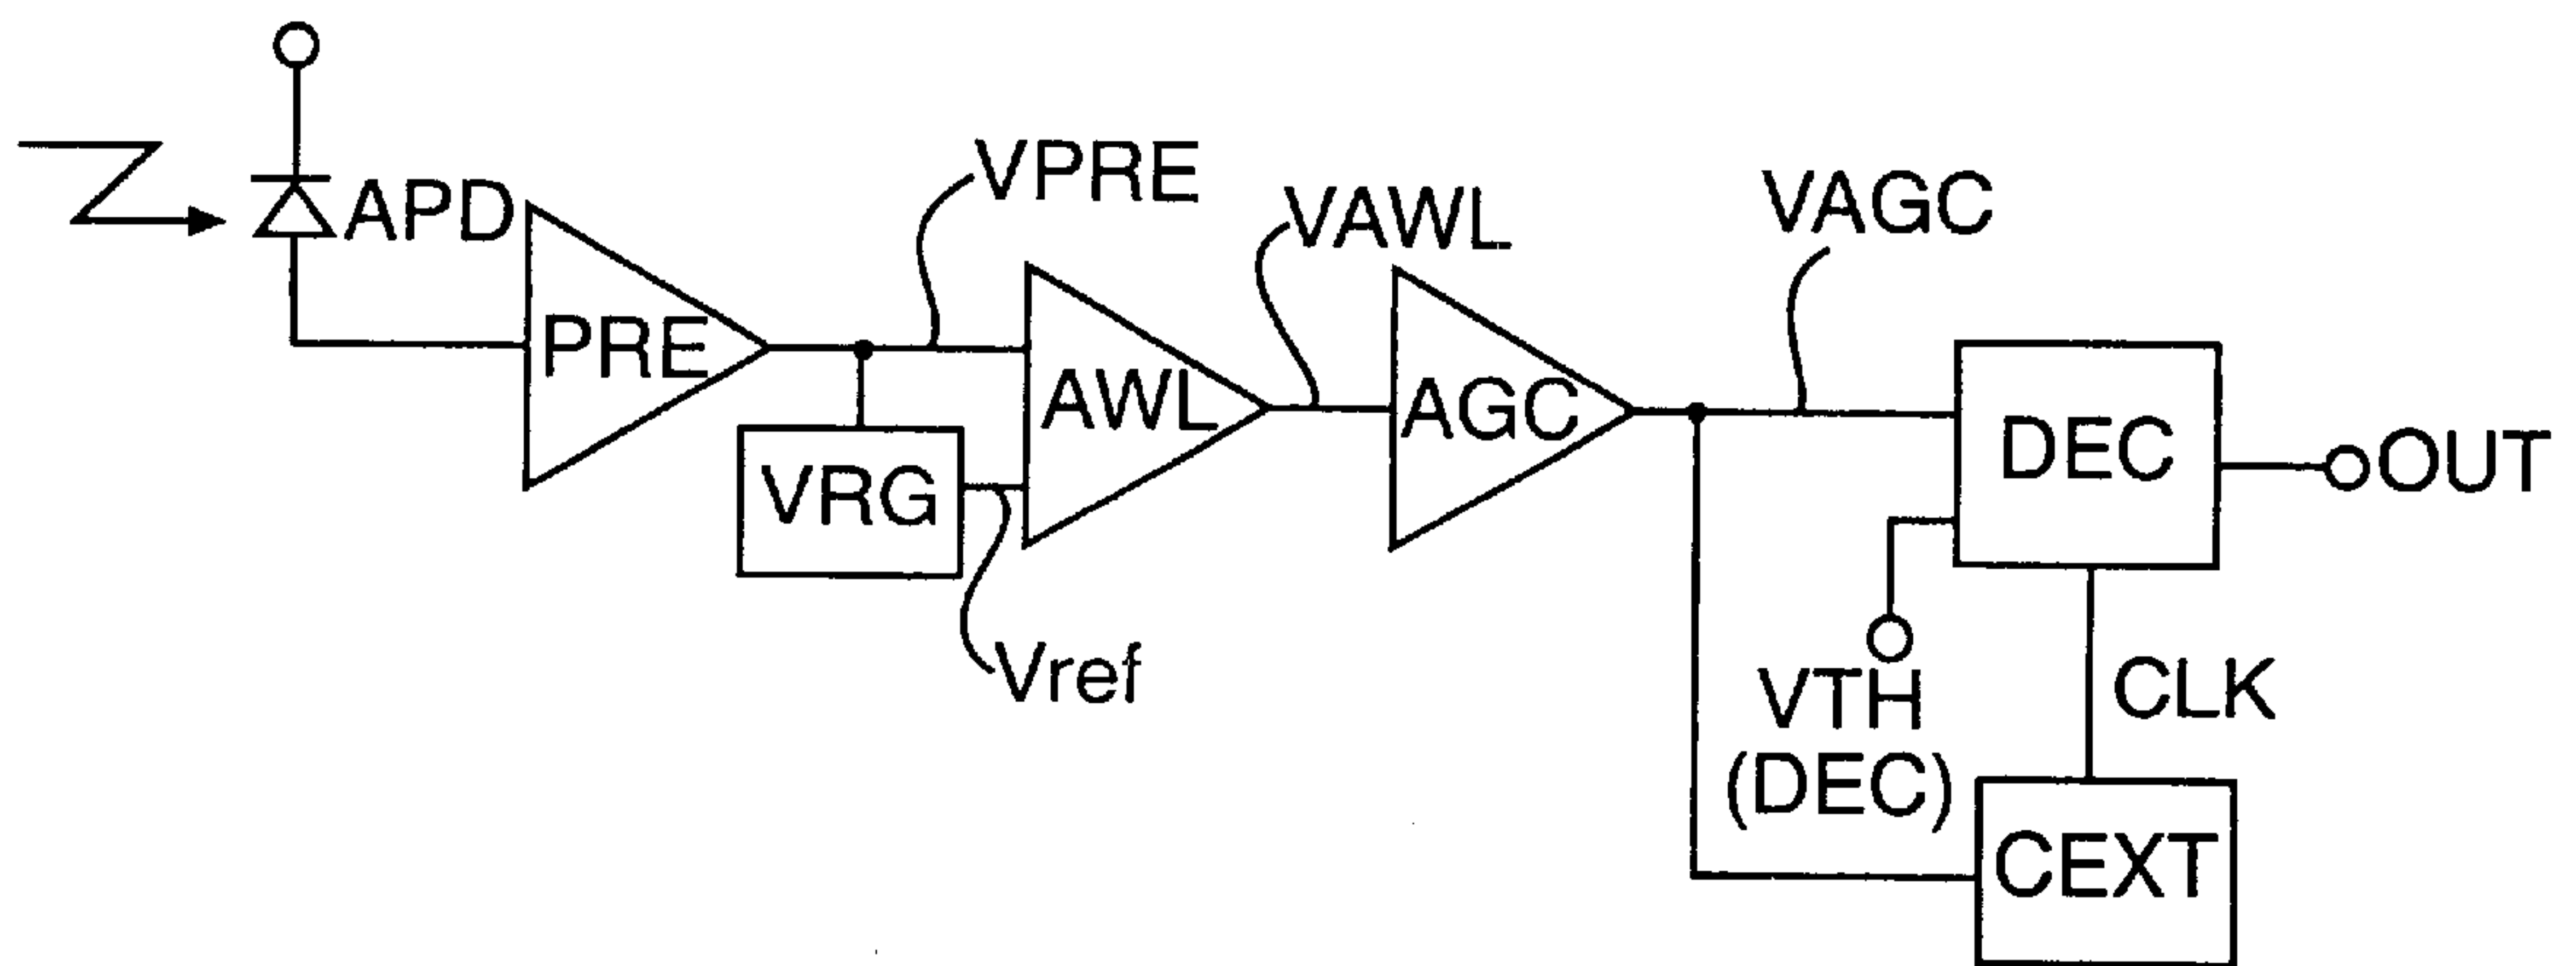 APD
PRE
VPRE
VRG
Vref
AWL
VAWL
AGC
VAGC
DEC
OUT
VTH
(DEC)
CLK
CEXT